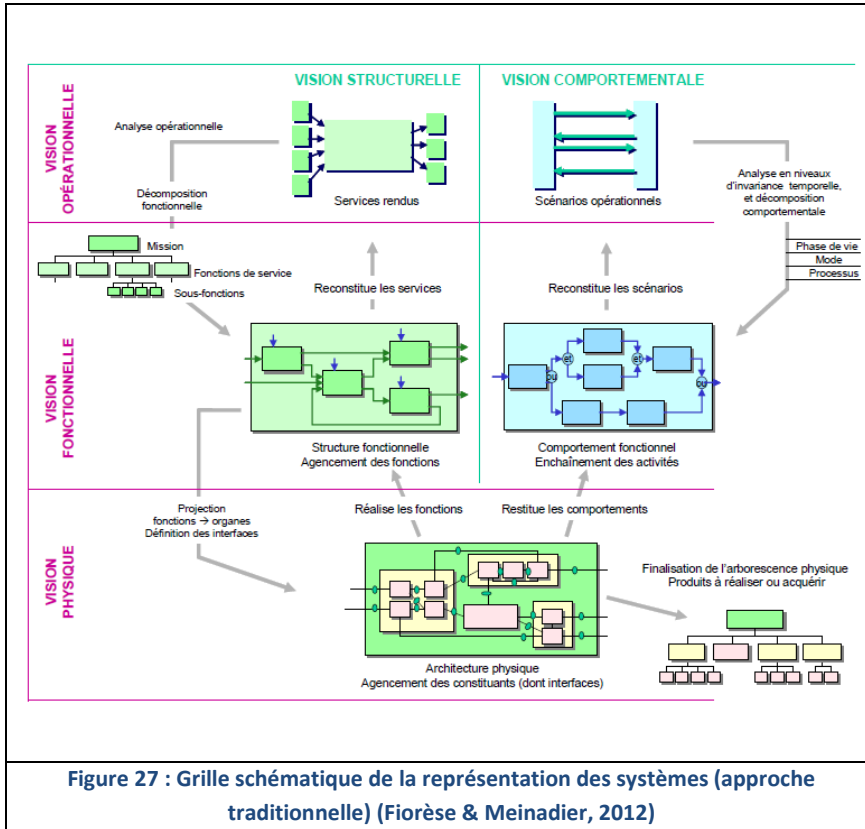 VISION STRUCTURELLE
VISION COMPORTEMENTALE
VISION
OPÉRATIONNELLE
Analyse opérationnelle
Décomposition
fonctionnelle
Services rendus
Scénarios opérationnels
Analyse en niveaux
d'invariance temporelle,
et décomposition
comportementale
VISION
FONCTIONNELLE
Mission
Fonctions de service
Sous-fonctions
Reconstitue les services
Reconstitue les scénarios
Phase de vie
Mode
Processus
ou
et
et
ou
Structure fonctionnelle
Agencement des fonctions
Comportement fonctionnel
Enchaînement des activités
VISION
PHYSIQUE
Projection
fonctions → organes
Définition des interfaces
Réalise les fonctions
Restitue les comportements
Finalisation de l'arborescence physique
Produits à réaliser ou acquérir
Architecture physique
Agencement des constituants (dont interfaces)
Figure 27 : Grille schématique de la représentation des systèmes (approche
traditionnelle) (Fiorèse & Meinadier, 2012)